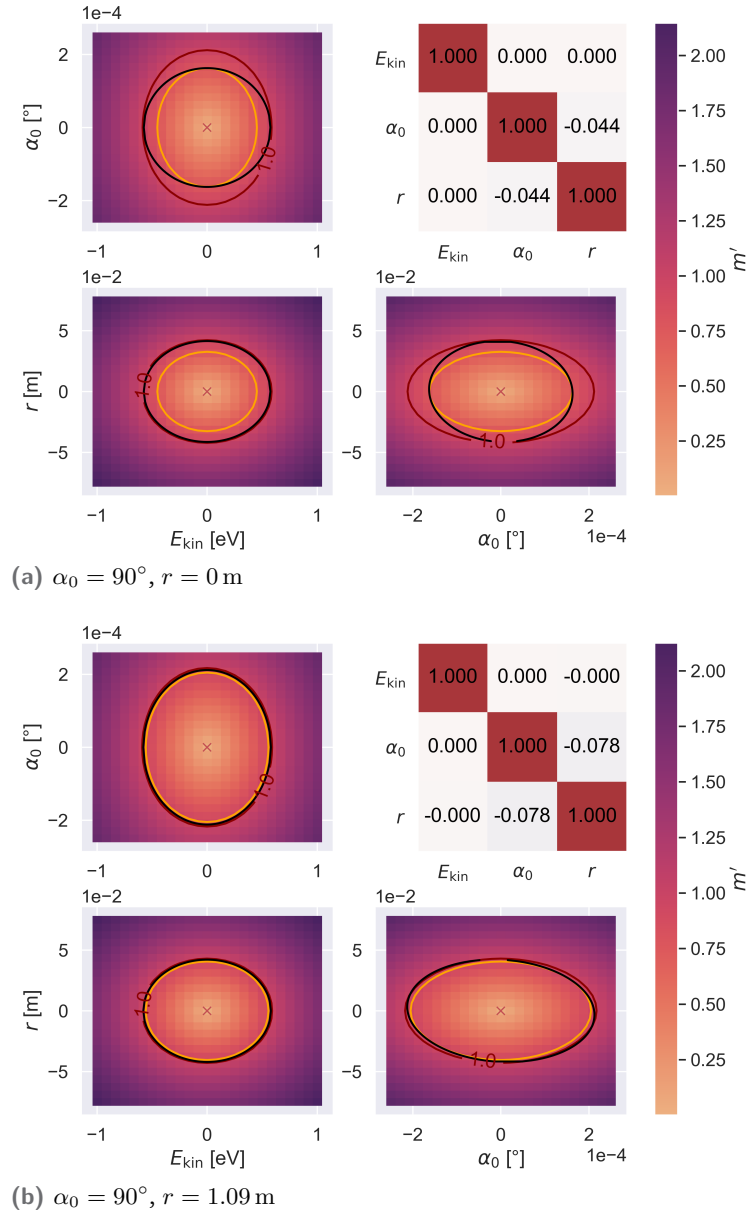 1e−4
2
0
−2
α₀ [°]
−1
0
1
1.0
E_kin
α₀
r
1.000 0.000 0.000
0.000 1.000 -0.044
0.000 -0.044 1.000
E_kin α₀ r
1e−2
5
0
−5
r [m]
1.0
−1 0 1
E_kin [eV]
1e−2
5
0
−5
1.0
−2 0 2
α₀ [°]
1e−4
2.00
1.75
1.50
1.25
1.00
0.75
0.50
0.25
m′
(a) α₀ = 90°, r = 0 m
1e−4
2
0
−2
α₀ [°]
−1
0
1
1.0
E_kin
α₀
r
1.000 0.000 -0.000
0.000 1.000 -0.078
-0.000 -0.078 1.000
E_kin α₀ r
1e−2
5
0
−5
r [m]
1.0
−1 0 1
E_kin [eV]
1e−2
5
0
−5
1.0
−2 0 2
α₀ [°]
1e−4
2.00
1.75
1.50
1.25
1.00
0.75
0.50
0.25
m′
(b) α₀ = 90°, r = 1.09 m